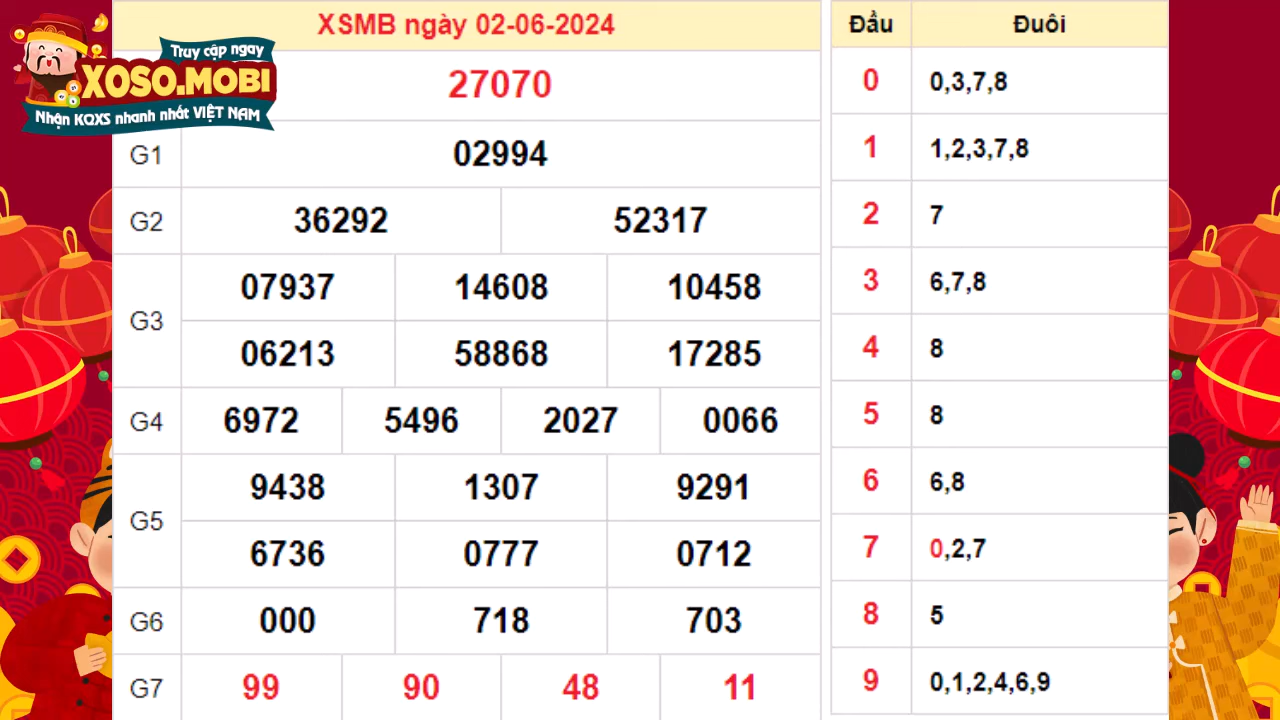 Truy cập ngay
XOSO.MOBI
Nhận KQXS nhanh nhất VIỆT NAM
XSMB ngày 02-06-2024
27070
G1 02994
G2 36292 52317
G3 07937 14608 10458
06213 58868 17285
G4 6972 5496 2027 0066
G5 9438 1307 9291
6736 0777 0712
G6 000 718 703
G7 99 90 48 11
Đầu Đuôi
0 0,3,7,8
1 1,2,3,7,8
2 7
3 6,7,8
4 8
5 8
6 6,8
7 0,2,7
8 5
9 0,1,2,4,6,9